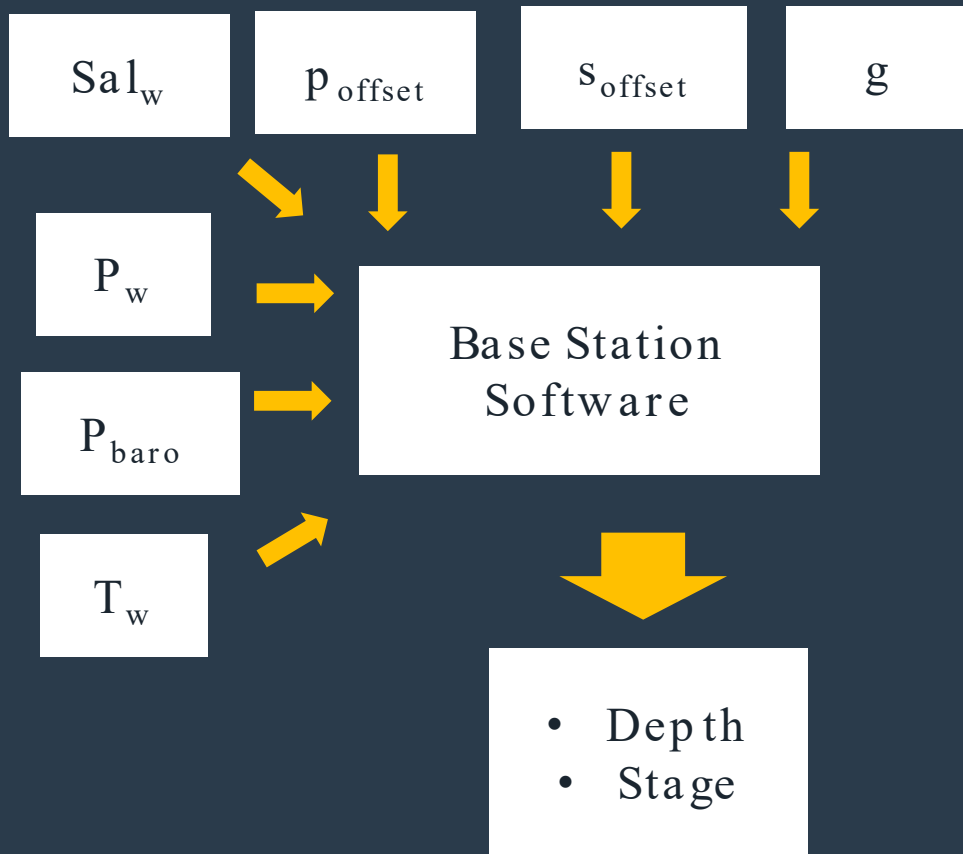 Sal_w
p_offset
s_offset
g
P_w
P_baro
T_w
Base Station
Software
• Depth
• Stage